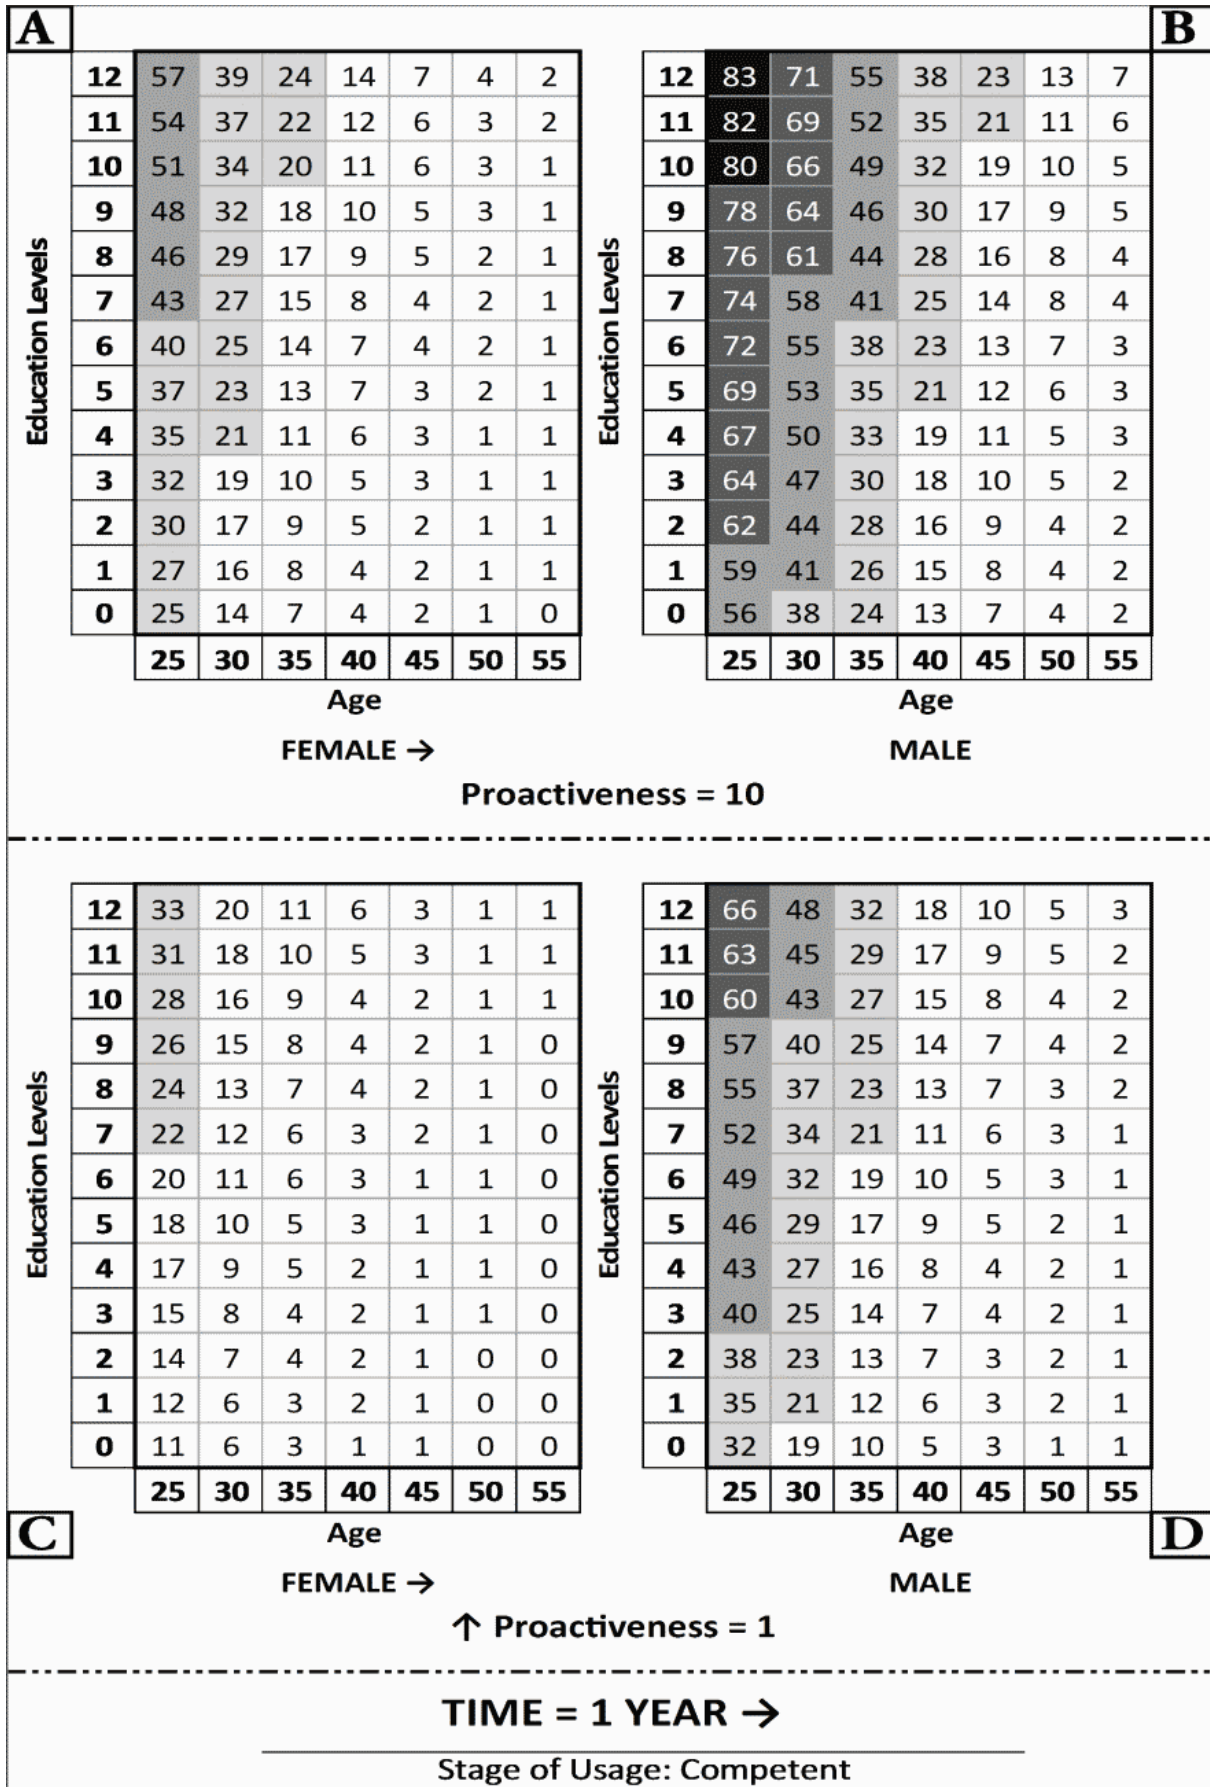 A B
12 57 39 24 14 7 4 2 12 83 71 55 38 23 13 7
11 54 37 22 12 6 3 2 11 82 69 52 35 21 11 6
10 51 34 20 11 6 3 1 10 80 66 49 32 19 10 5
9 48 32 18 10 5 3 1 9 78 64 46 30 17 9 5
8 46 29 17 9 5 2 1 8 76 61 44 28 16 8 4
7 43 27 15 8 4 2 1 7 74 58 41 25 14 8 4
6 40 25 14 7 4 2 1 6 72 55 38 23 13 7 3
5 37 23 13 7 3 2 1 5 69 53 35 21 12 6 3
4 35 21 11 6 3 1 1 4 67 50 33 19 11 5 3
3 32 19 10 5 3 1 1 3 64 47 30 18 10 5 2
2 30 17 9 5 2 1 1 2 62 44 28 16 9 4 2
1 27 16 8 4 2 1 1 1 59 41 26 15 8 4 2
0 25 14 7 4 2 1 0 0 56 38 24 13 7 4 2
Education Levels Education Levels
25 30 35 40 45 50 55 25 30 35 40 45 50 55
Age Age
FEMALE → MALE
Proactiveness = 10
12 33 20 11 6 3 1 1 12 66 48 32 18 10 5 3
11 31 18 10 5 3 1 1 11 63 45 29 17 9 5 2
10 28 16 9 4 2 1 1 10 60 43 27 15 8 4 2
9 26 15 8 4 2 1 0 9 57 40 25 14 7 4 2
8 24 13 7 4 2 1 0 8 55 37 23 13 7 3 2
7 22 12 6 3 2 1 0 7 52 34 21 11 6 3 1
6 20 11 6 3 1 1 0 6 49 32 19 10 5 3 1
5 18 10 5 3 1 1 0 5 46 29 17 9 5 2 1
4 17 9 5 2 1 1 0 4 43 27 16 8 4 2 1
3 15 8 4 2 1 1 0 3 40 25 14 7 4 2 1
2 14 7 4 2 1 0 0 2 38 23 13 7 3 2 1
1 12 6 3 2 1 0 0 1 35 21 12 6 3 2 1
0 11 6 3 1 1 0 0 0 32 19 10 5 3 1 1
Education Levels Education Levels
25 30 35 40 45 50 55 25 30 35 40 45 50 55
C Age Age D
FEMALE → MALE
↑ Proactiveness = 1
TIME = 1 YEAR →
Stage of Usage: Competent